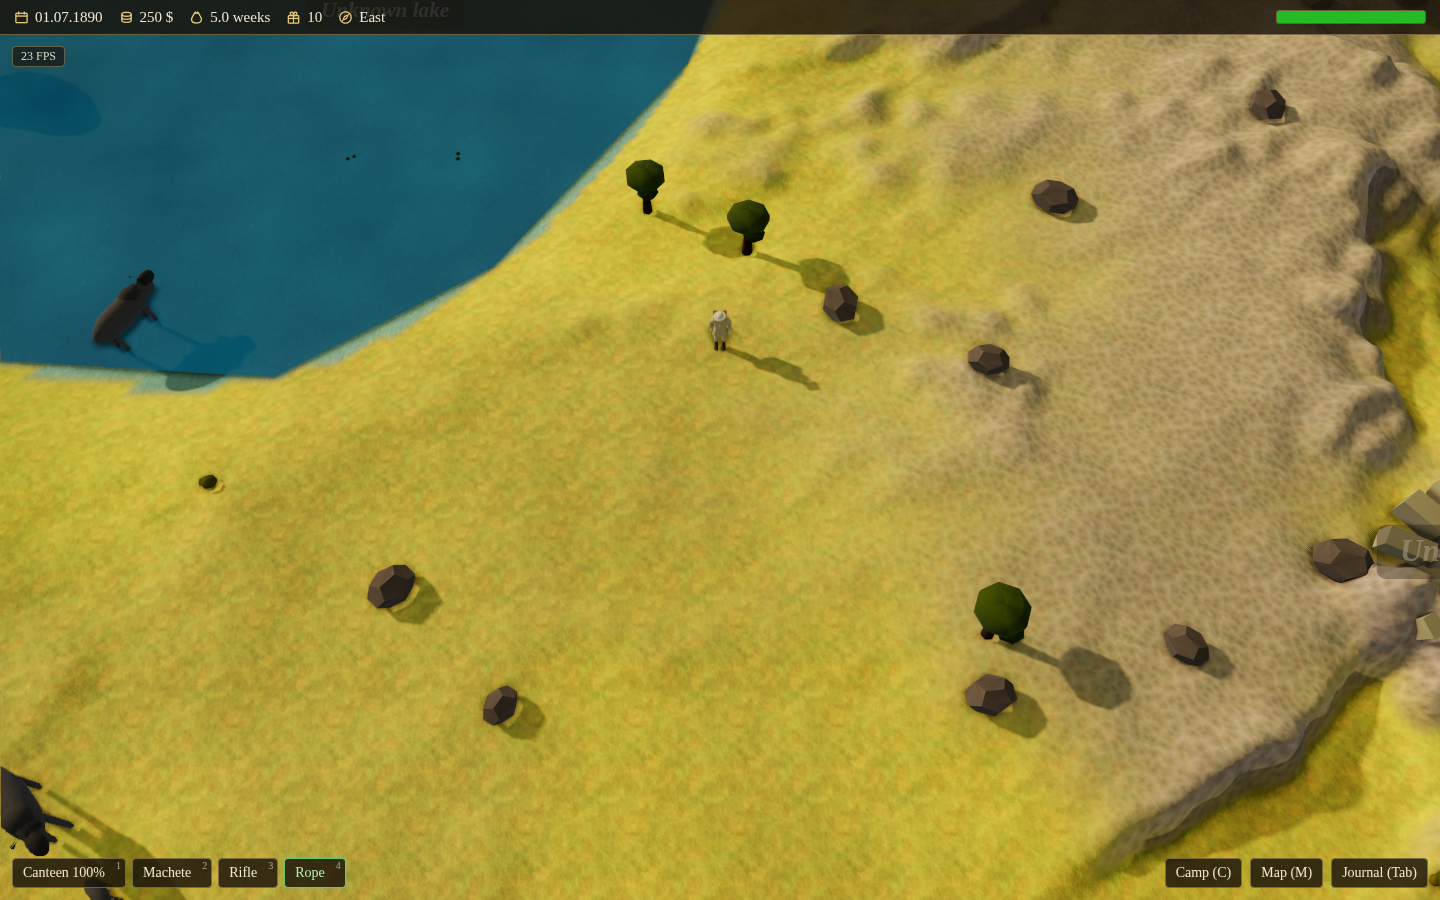 01.07.1890 250 $ 5.0 weeks 10 East
Unknown lake
23 FPS
Un
Canteen 100% 1 Machete 2 Rifle 3 Rope 4
Camp (C) Map (M) Journal (Tab)